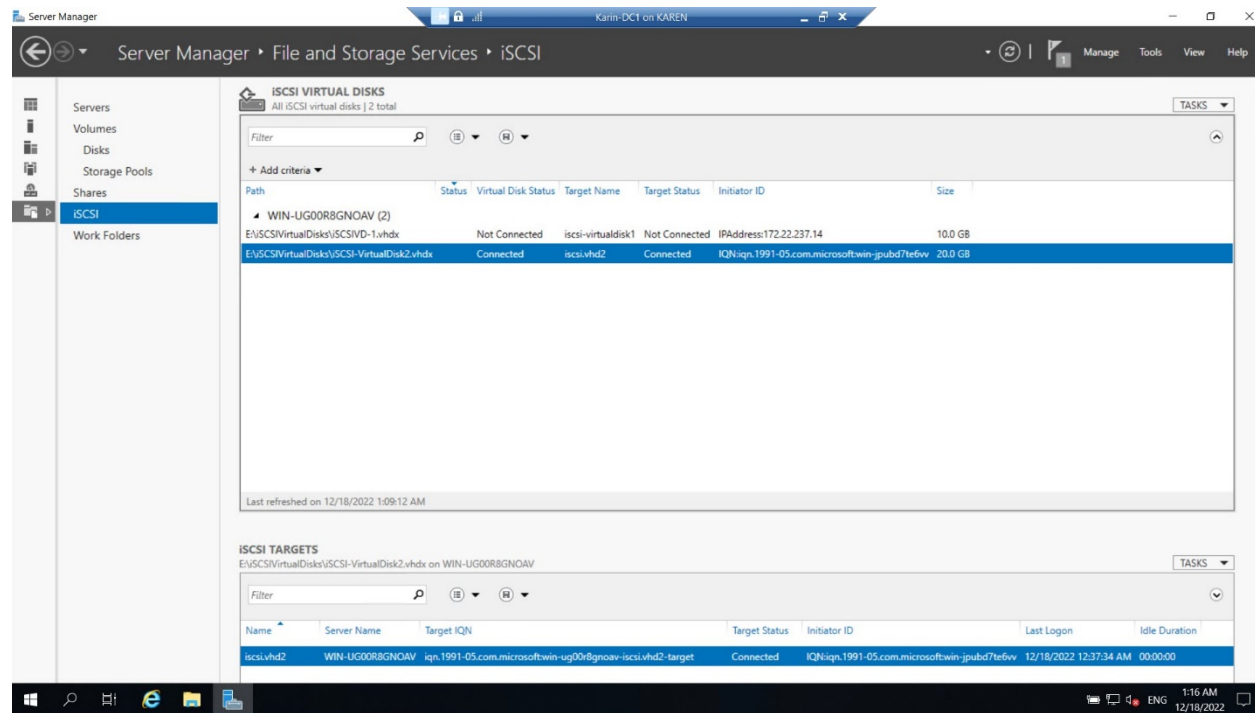 Server Manager
Karin-DC1 on KAREN
Server Manager ‣ File and Storage Services ‣ iSCSI
1 Manage Tools View Help
Servers
Volumes
Disks
Storage Pools
Shares
iSCSI
Work Folders
iSCSI VIRTUAL DISKS
All iSCSI virtual disks | 2 total
TASKS
Filter
+ Add criteria
Path Status Virtual Disk Status Target Name Target Status Initiator ID Size
WIN-UG00R8GNOAV (2)
E:\iSCSIVirtualDisks\iSCSIVD-1.vhdx Not Connected iscsi-virtualdisk1 Not Connected IPAddress:172.22.237.14 10.0 GB
E:\iSCSIVirtualDisks\iSCSI-VirtualDisk2.vhdx Connected iscsi.vhd2 Connected IQN:iqn.1991-05.com.microsoft:win-jpubd7te6vv 20.0 GB
Last refreshed on 12/18/2022 1:09:12 AM
iSCSI TARGETS
E:\iSCSIVirtualDisks\iSCSI-VirtualDisk2.vhdx on WIN-UG00R8GNOAV
TASKS
Filter
Name Server Name Target IQN Target Status Initiator ID Last Logon Idle Duration
iscsi.vhd2 WIN-UG00R8GNOAV iqn.1991-05.com.microsoft:win-ug00r8gnoav-iscsi.vhd2-target Connected IQN:iqn.1991-05.com.microsoft:win-jpubd7te6vv 12/18/2022 12:37:34 AM 00:00:00
ENG
1:16 AM
12/18/2022